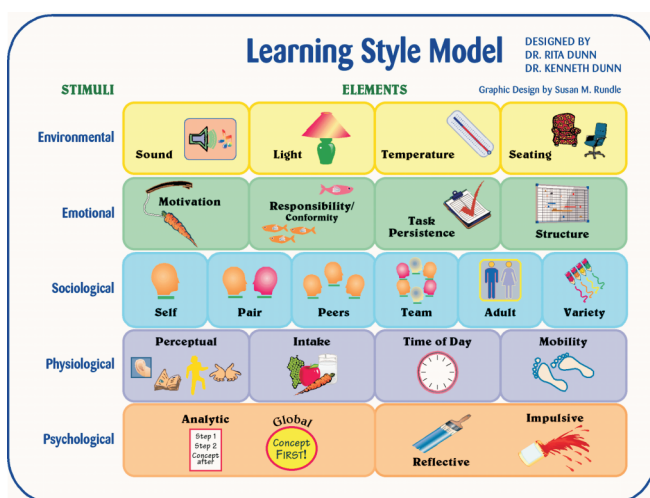 Learning Style Model
DESIGNED BY
DR. RITA DUNN
DR. KENNETH DUNN
STIMULI
ELEMENTS
Graphic Design by Susan M. Rundle
Environmental
Sound
Light
Temperature
Seating
Emotional
Motivation
Responsibility/
Conformity
Task
Persistence
Structure
Sociological
Self
Pair
Peers
Team
Adult
Variety
Physiological
Perceptual
Intake
Time of Day
Mobility
Psychological
Analytic
Step 1
Step 2
Concept
after
Global
Concept
FIRST!
Reflective
Impulsive